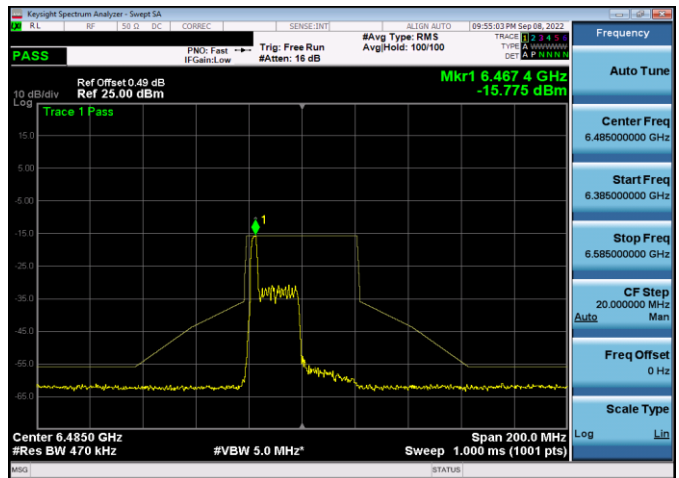 Keysight Spectrum Analyzer - Swept SA
RL RF 50 Ω DC CORREC SENSE:INT ALIGN AUTO 09:55:03 PM Sep 08, 2022
Frequency
PASS
PNO: Fast
IFGain:Low
Trig: Free Run
#Atten: 16 dB
#Avg Type: RMS
Avg|Hold: 100/100
TRACE 1 2 3 4 5 6
TYPE A WWWWW
DET A P N N N N
Auto Tune
Ref Offset 0.49 dB
10 dB/div Ref 25.00 dBm
Log
Mkr1 6.467 4 GHz
-15.775 dBm
Trace 1 Pass
15.0
5.00
-5.00
-15.0
-25.0
-35.0
-45.0
-55.0
-65.0
1
Center Freq
6.485000000 GHz
Start Freq
6.385000000 GHz
Stop Freq
6.585000000 GHz
CF Step
20.000000 MHz
Auto Man
Freq Offset
0 Hz
Scale Type
Log Lin
Center 6.4850 GHz Span 200.0 MHz
#Res BW 470 kHz #VBW 5.0 MHz* Sweep 1.000 ms (1001 pts)
MSG STATUS